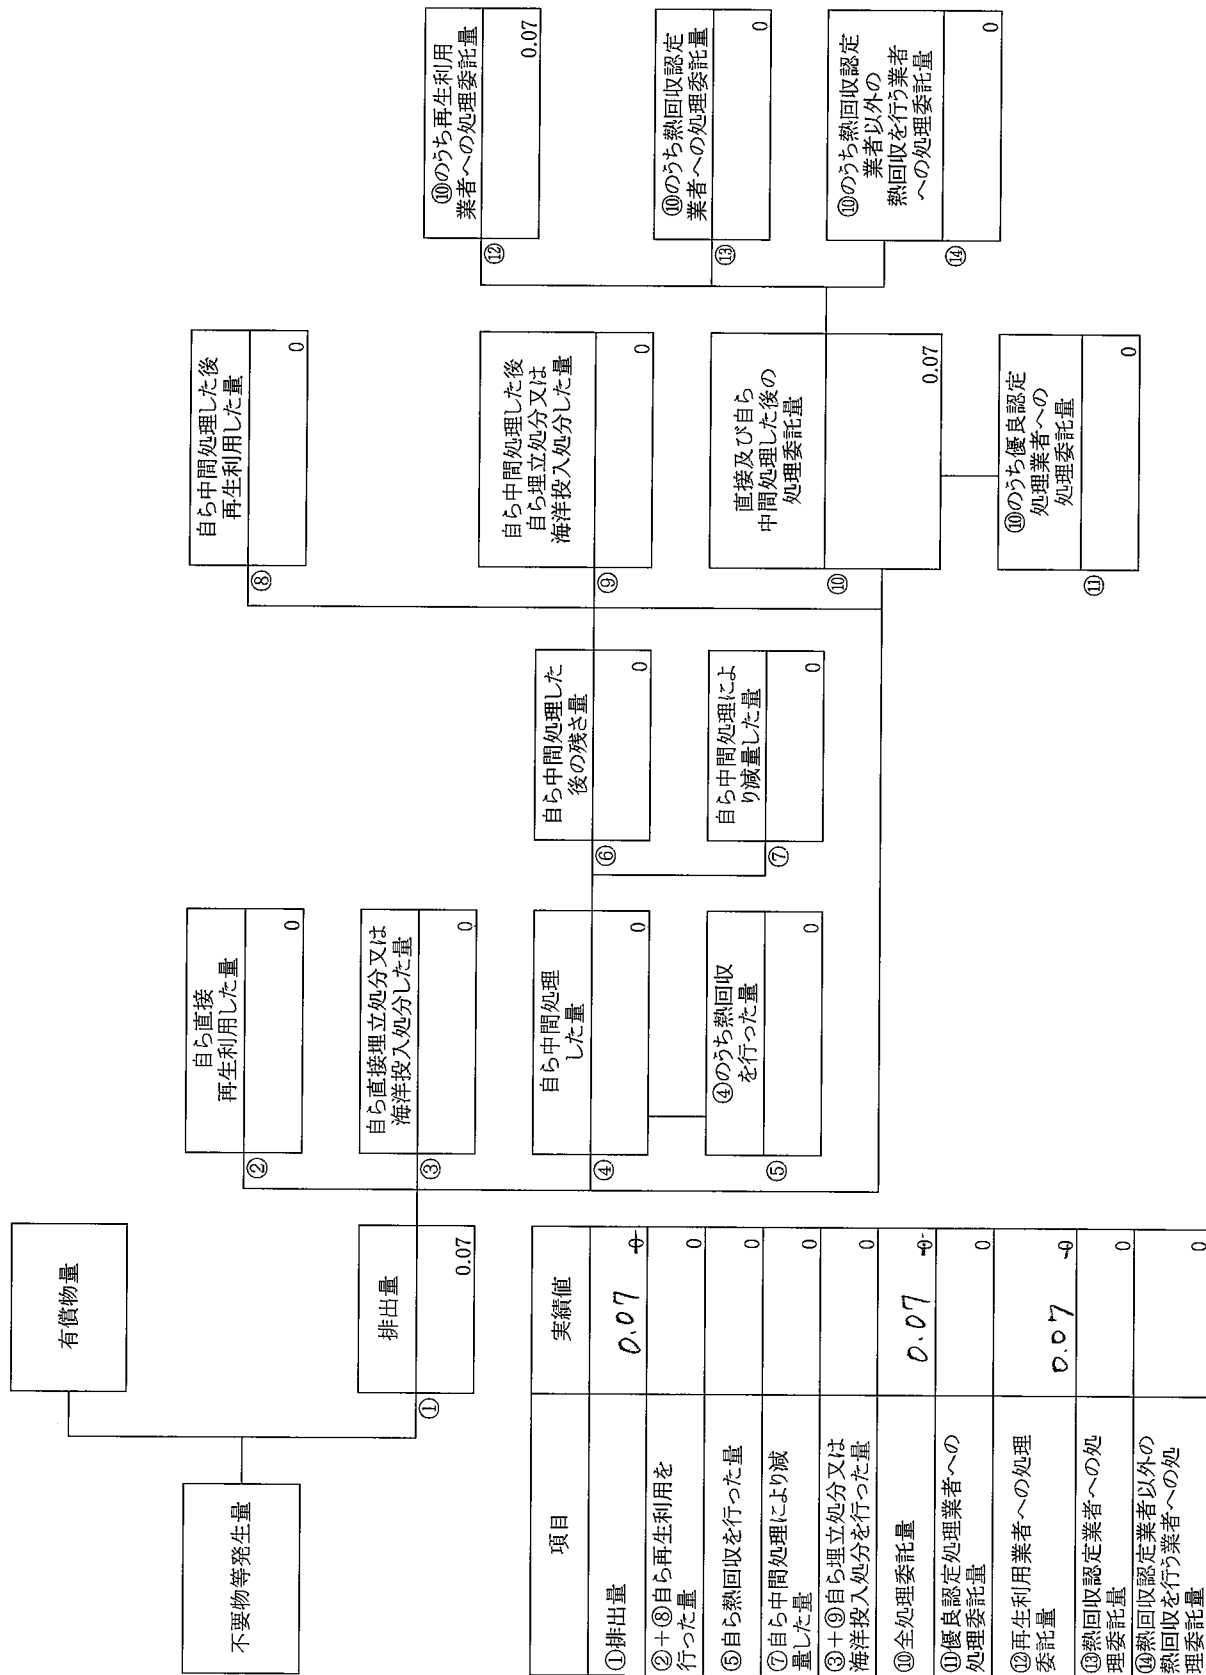 不要物等発生量
有償物量
①
排出量
0.07
②
自ら直接
再生利用した量
0
③
自ら直接埋立処分又は
海洋投入処分した量
0
④
自ら中間処理
した量
0
⑤
④のうち熱回収
を行った量
0
⑥
自ら中間処理した
後の残さ量
0
⑦
自ら中間処理によ
り減量した量
0
⑧
自ら中間処理した後
再生利用した量
0
⑨
自ら中間処理した後
自ら埋立処分又は
海洋投入処分した量
0
⑩
直接及び自ら
中間処理した後の
処理委託量
0.07
⑪
⑩のうち優良認定
処理業者への
処理委託量
0
⑫
⑩のうち再生利用
業者への処理委託量
0.07
⑬
⑩のうち熱回収認定
業者への処理委託量
0
⑭
⑩のうち熱回収認定
業者以外の
熱回収を行う業者
への処理委託量
0
項目 実績値
①排出量 0.07 0
②+⑧自ら再生利用を
行った量 0
⑤自ら熱回収を行った量 0
⑦自ら中間処理により減
量した量 0
③+⑨自ら埋立処分又は
海洋投入処分を行った量 0
⑩全処理委託量 0.07 0
⑪優良認定処理業者への
処理委託量 0
⑫再生利用業者への処理
委託量 0.07 0
⑬熱回収認定業者への処
理委託量 0
⑭熱回収認定業者以外の
熱回収を行う業者への処
理委託量 0